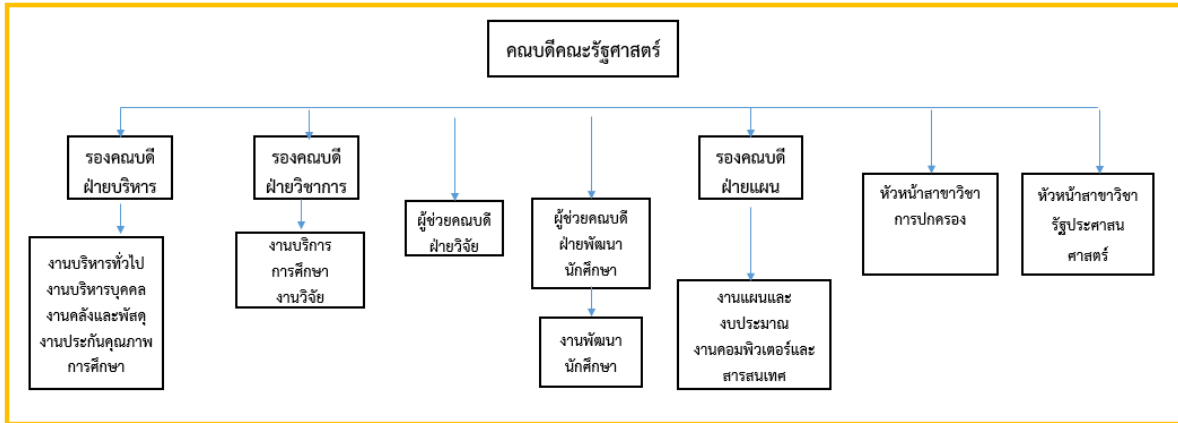 คณบดีคณะรัฐศาสตร์
รองคณบดี
ฝ่ายบริหาร
รองคณบดี
ฝ่ายวิชาการ
ผู้ช่วยคณบดี
ฝ่ายวิจัย
ผู้ช่วยคณบดี
ฝ่ายพัฒนา
นักศึกษา
รองคณบดี
ฝ่ายแผน
หัวหน้าสาขาวิชา
การปกครอง
หัวหน้าสาขาวิชา
รัฐประศาสน
ศาสตร์
งานบริหารทั่วไป
งานบริหารบุคคล
งานคลังและพัสดุ
งานประกันคุณภาพ
การศึกษา
งานบริการ
การศึกษา
งานวิจัย
งานพัฒนา
นักศึกษา
งานแผนและ
งบประมาณ
งานคอมพิวเตอร์และ
สารสนเทศ